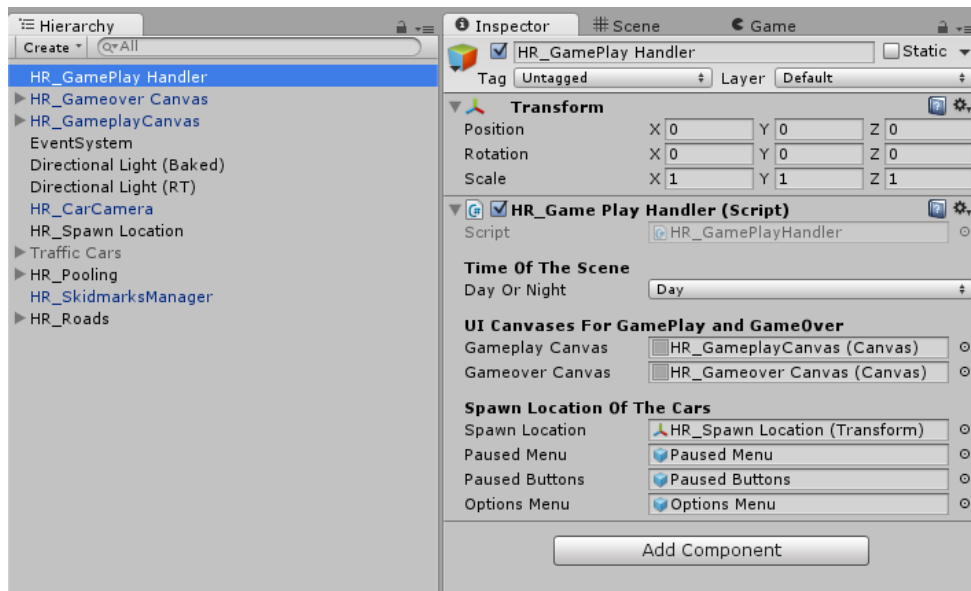 Hierarchy
Create
All
HR_GamePlay Handler
HR_Gameover Canvas
HR_GameplayCanvas
EventSystem
Directional Light (Baked)
Directional Light (RT)
HR_CarCamera
HR_Spawn Location
Traffic Cars
HR_Pooling
HR_SkidmarksManager
HR_Roads
Inspector
Scene
Game
HR_GamePlay Handler
Static
Tag Untagged Layer Default
Transform
Position X 0 Y 0 Z 0
Rotation X 0 Y 0 Z 0
Scale X 1 Y 1 Z 1
HR_Game Play Handler (Script)
Script HR_GamePlayHandler
Time Of The Scene
Day Or Night Day
UI Canvases For GamePlay and GameOver
Gameplay Canvas HR_GameplayCanvas (Canvas)
Gameover Canvas HR_Gameover Canvas (Canvas)
Spawn Location Of The Cars
Spawn Location HR_Spawn Location (Transform)
Paused Menu Paused Menu
Paused Buttons Paused Buttons
Options Menu Options Menu
Add Component